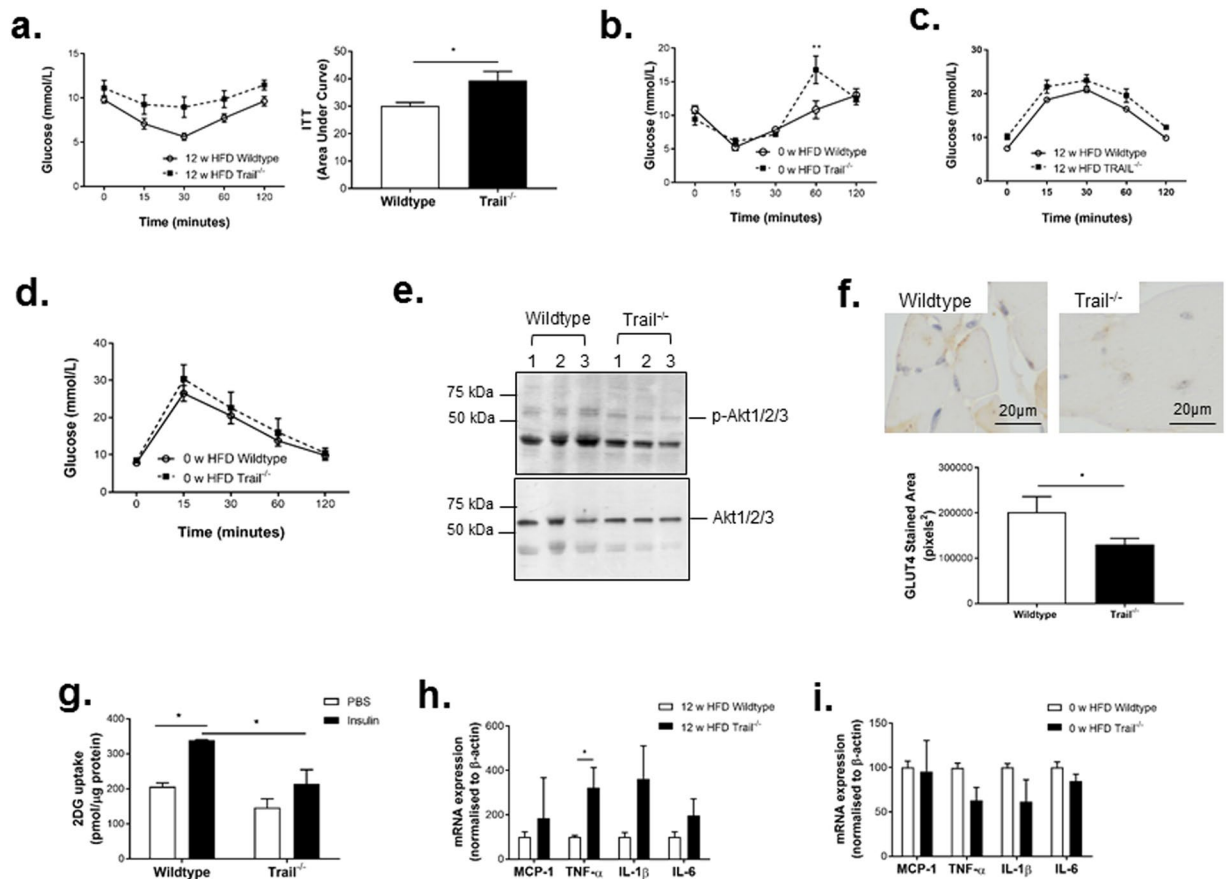 a.
Glucose (mmol/L)
15
10
5
0
0 15 30 60 120
12 w HFD Wildtype
12 w HFD Trail-/-
Time (minutes)
ITT
(Area Under Curve)
50
40
30
20
10
0
*
Wildtype Trail-/-
b.
Glucose (mmol/L)
20
15
10
5
0
**
0 w HFD Wildtype
0 w HFD Trail-/-
0 15 30 60 120
Time (minutes)
c.
Glucose (mmol/L)
30
20
10
0
12 w HFD Wildtype
12 w HFD TRAIL-/-
0 15 30 60 120
Time (minutes)
d.
Glucose (mmol/L)
40
30
20
10
0
0 w HFD Wildtype
0 w HFD Trail-/-
0 15 30 60 120
Time (minutes)
e.
Wildtype Trail-/-
1 2 3 1 2 3
75 kDa
50 kDa
p-Akt1/2/3
75 kDa
50 kDa
Akt1/2/3
f.
Wildtype Trail-/-
20µm 20µm
GLUT4 Stained Area
(pixels²)
300000
200000
100000
0
*
Wildtype Trail-/-
g.
PBS
Insulin
2DG uptake
(pmol/µg protein)
400
300
200
100
0
* *
Wildtype Trail-/-
h.
12 w HFD Wildtype
12 w HFD Trail-/-
mRNA expression
(normalised to β-actin)
600
400
200
0
*
MCP-1 TNF-α IL-1β IL-6
i.
0 w HFD Wildtype
0 w HFD Trail-/-
mRNA expression
(normalised to β-actin)
150
100
50
0
MCP-1 TNF-α IL-1β IL-6